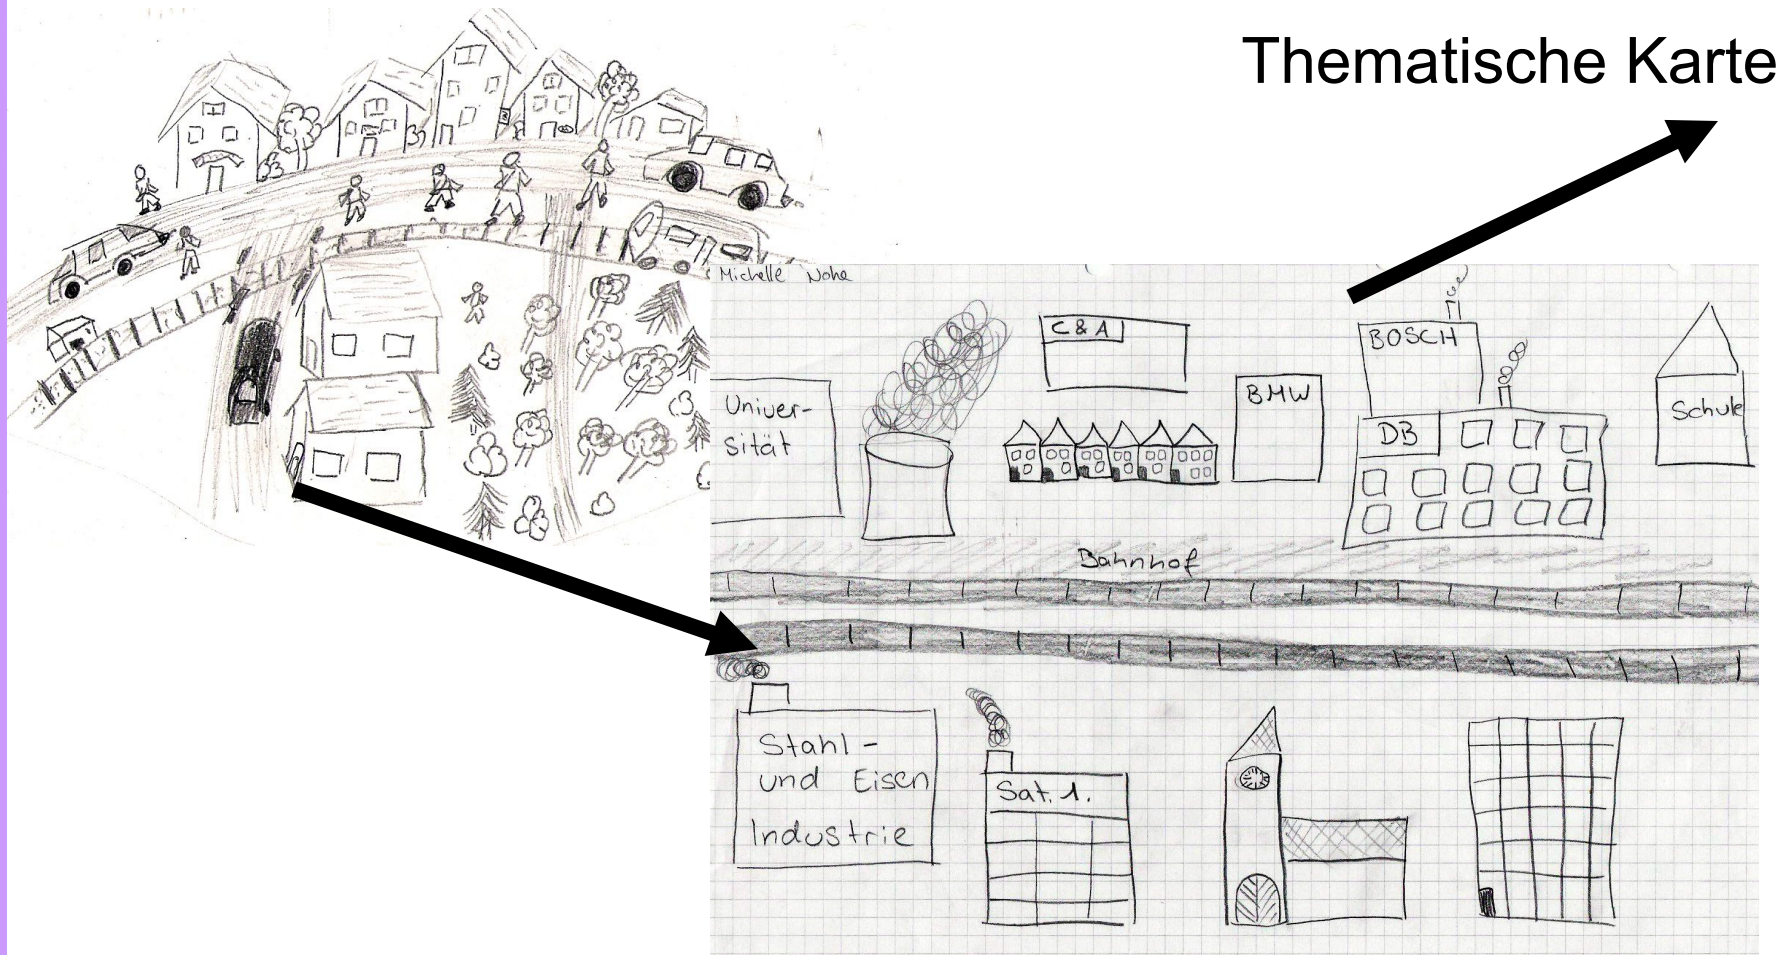 Thematische Karte
Michelle Nohe
C & A
BOSCH
BMW
Univer-
sität
Schule
DB
Bahnhof
Stahl-
und Eisen
Industrie
Sat. 1.